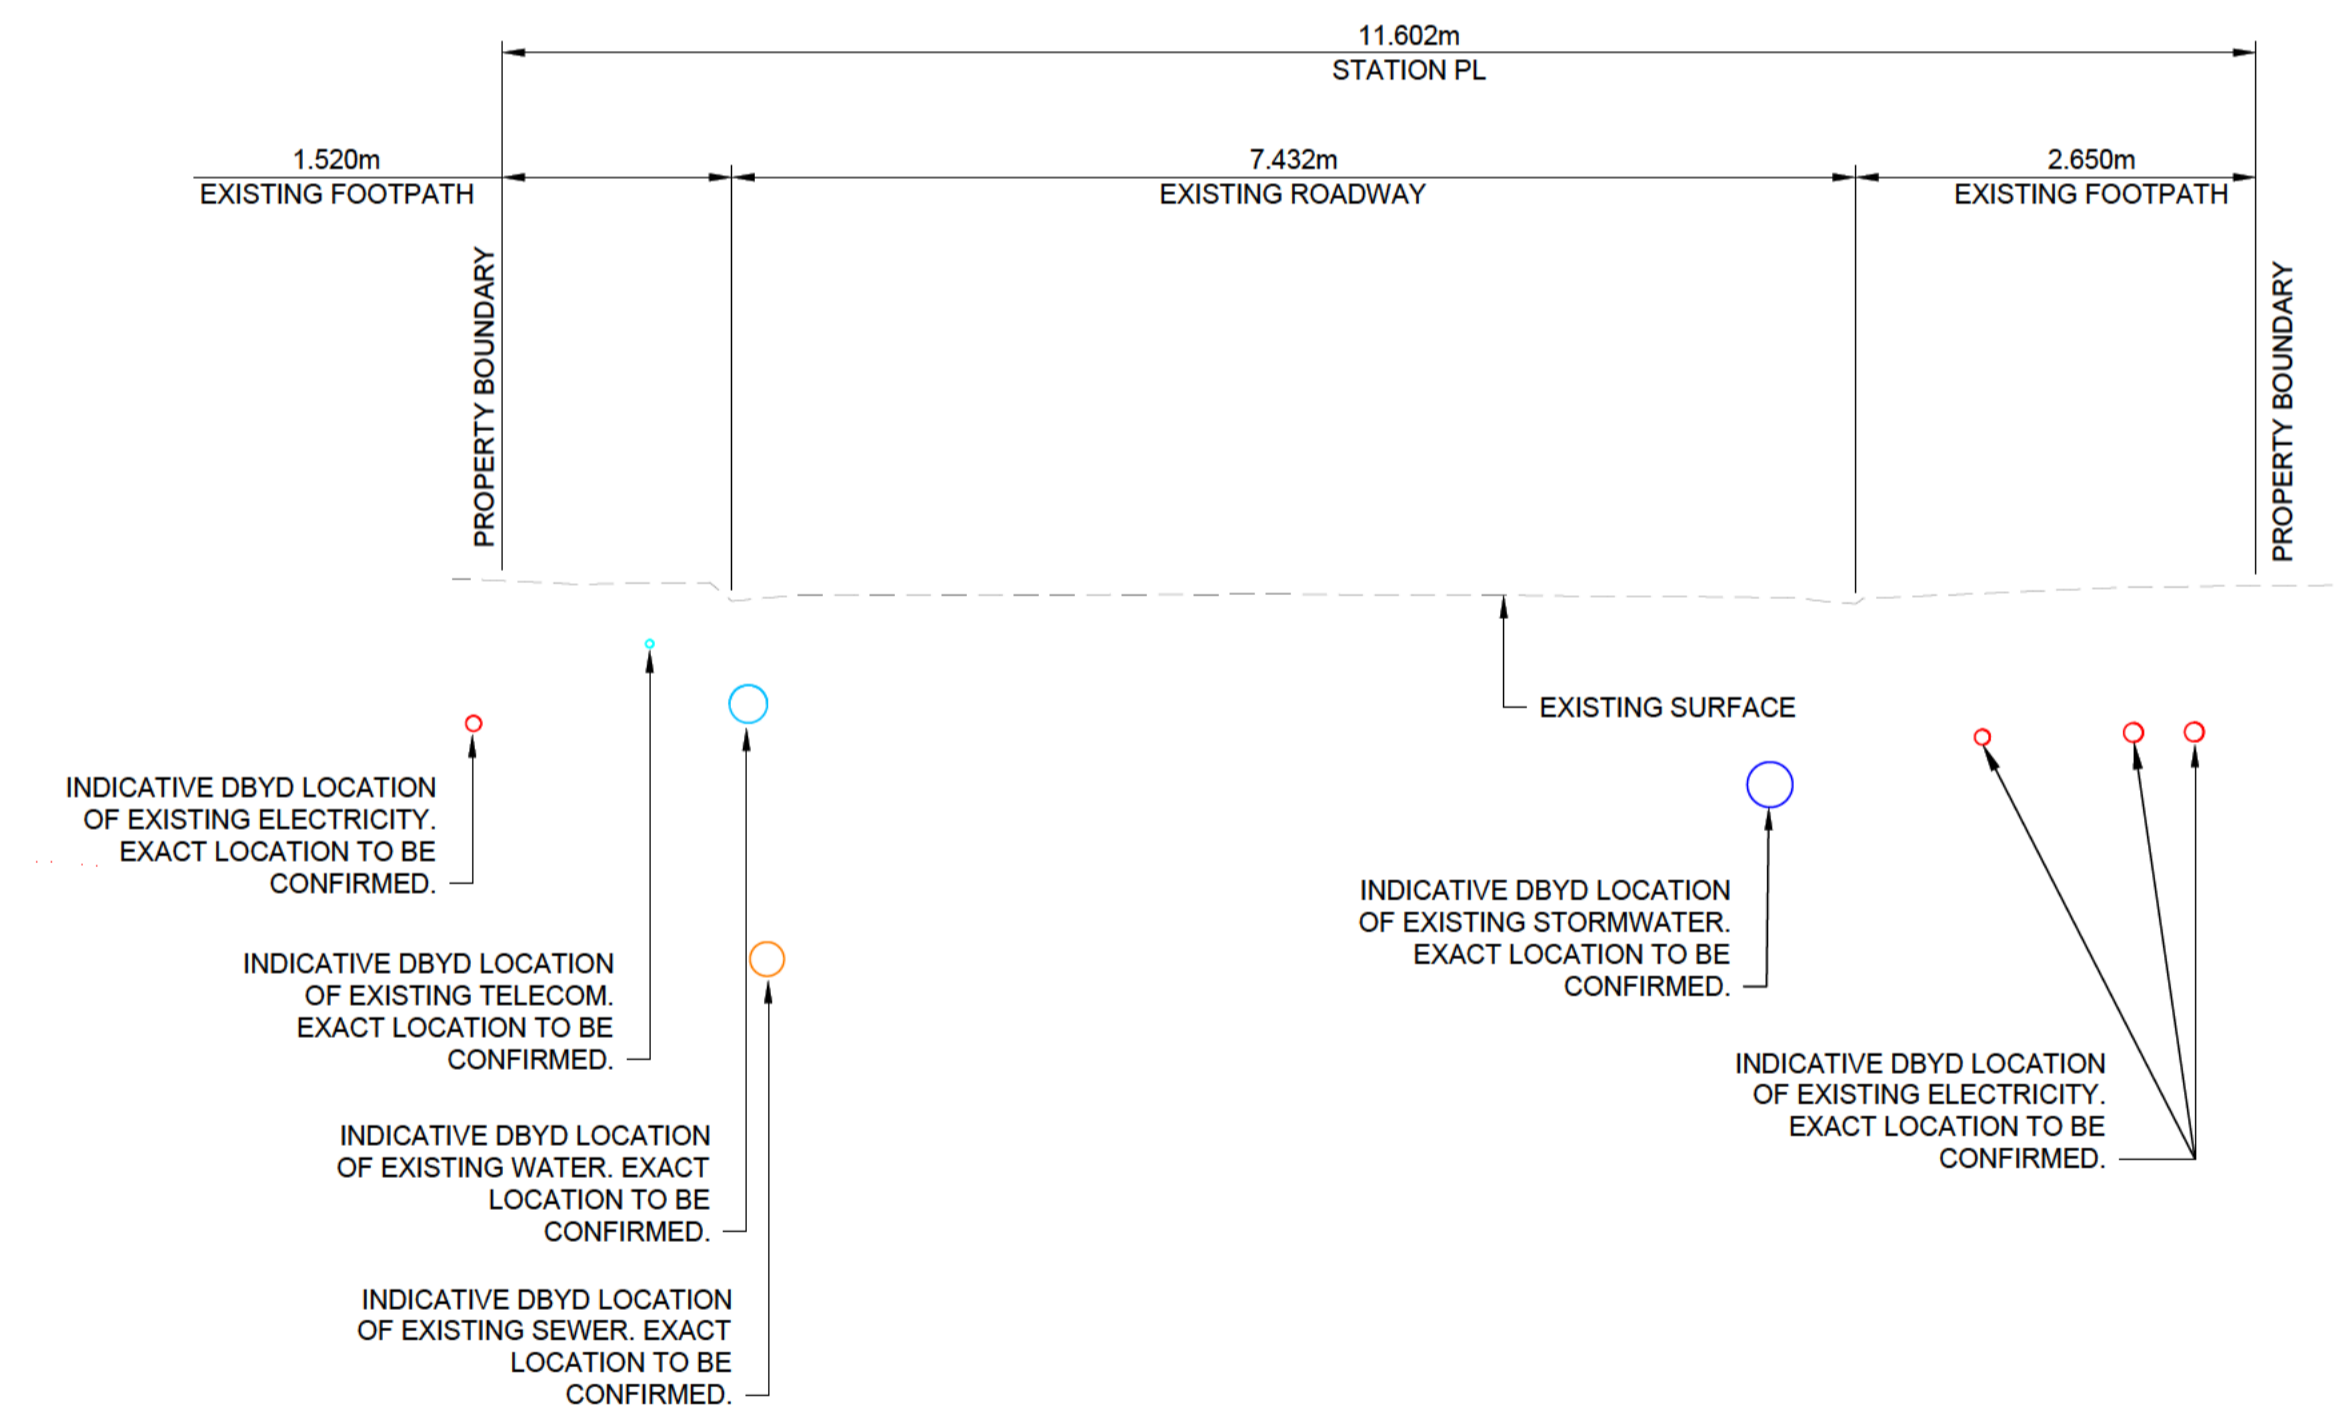 11.602m
STATION PL
1.520m
EXISTING FOOTPATH
7.432m
EXISTING ROADWAY
2.650m
EXISTING FOOTPATH
PROPERTY BOUNDARY
PROPERTY BOUNDARY
EXISTING SURFACE
INDICATIVE DBYD LOCATION
OF EXISTING ELECTRICITY.
EXACT LOCATION TO BE
CONFIRMED.
INDICATIVE DBYD LOCATION
OF EXISTING TELECOM.
EXACT LOCATION TO BE
CONFIRMED.
INDICATIVE DBYD LOCATION
OF EXISTING WATER. EXACT
LOCATION TO BE
CONFIRMED.
INDICATIVE DBYD LOCATION
OF EXISTING SEWER. EXACT
LOCATION TO BE
CONFIRMED.
INDICATIVE DBYD LOCATION
OF EXISTING STORMWATER.
EXACT LOCATION TO BE
CONFIRMED.
INDICATIVE DBYD LOCATION
OF EXISTING ELECTRICITY.
EXACT LOCATION TO BE
CONFIRMED.